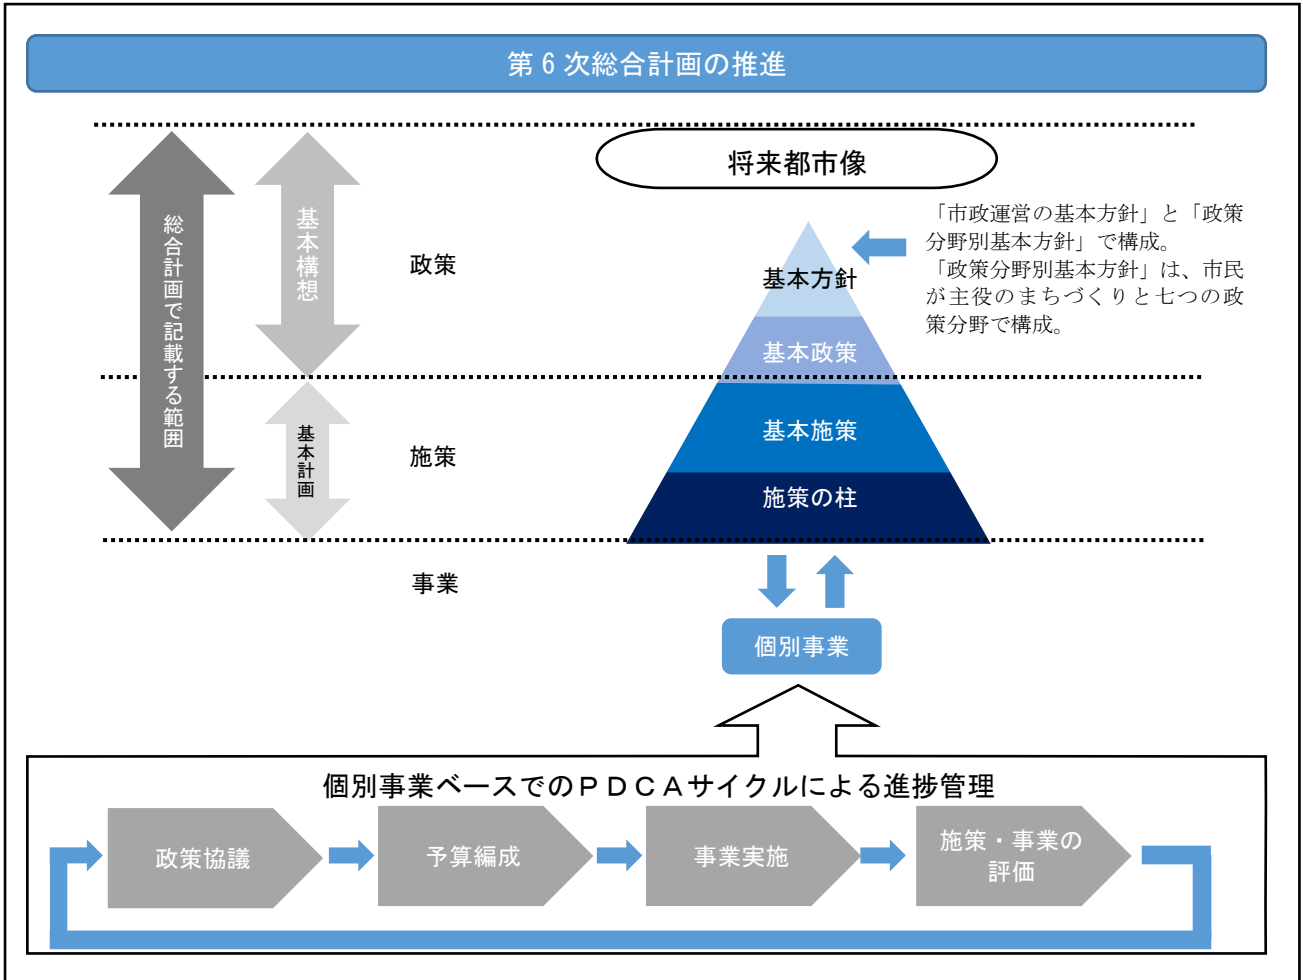 第６次総合計画の推進
将来都市像
総合計画で記載する範囲
基本構想
政策
基本方針
「市政運営の基本方針」と「政策
分野別基本方針」で構成。
「政策分野別基本方針」は、市民
が主役のまちづくりと七つの政
策分野で構成。
基本政策
基本計画
施策
基本施策
施策の柱
事業
個別事業
個別事業ベースでのＰＤＣＡサイクルによる進捗管理
政策協議
予算編成
事業実施
施策・事業の
評価